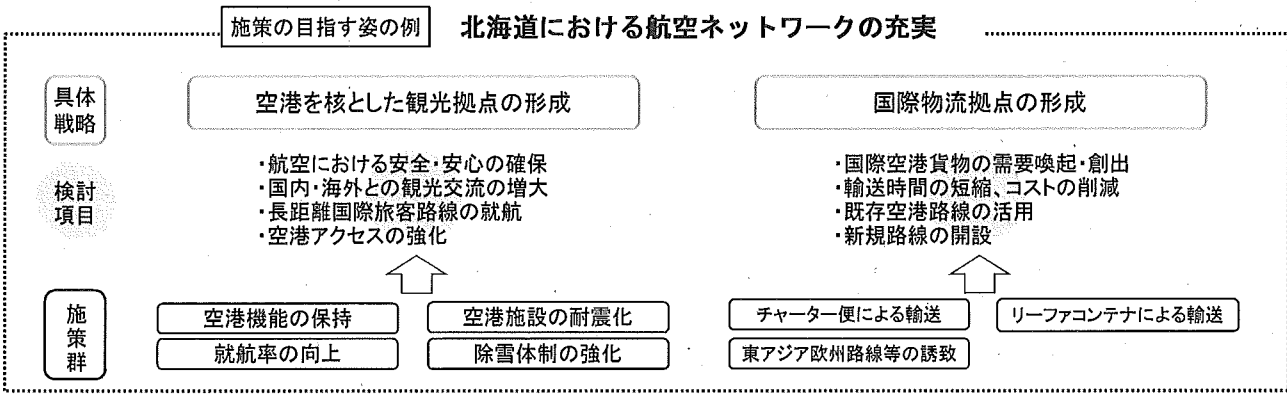 施策の目指す姿の例
北海道における航空ネットワークの充実
具体
戦略
空港を核とした観光拠点の形成
国際物流拠点の形成
検討
項目
・航空における安全・安心の確保
・国内・海外との観光交流の増大
・長距離国際旅客路線の就航
・空港アクセスの強化
・国際空港貨物の需要喚起・創出
・輸送時間の短縮、コストの削減
・既存空港路線の活用
・新規路線の開設
施
策
群
空港機能の保持
空港施設の耐震化
就航率の向上
除雪体制の強化
チャーター便による輸送
リーファコンテナによる輸送
東アジア欧州路線等の誘致